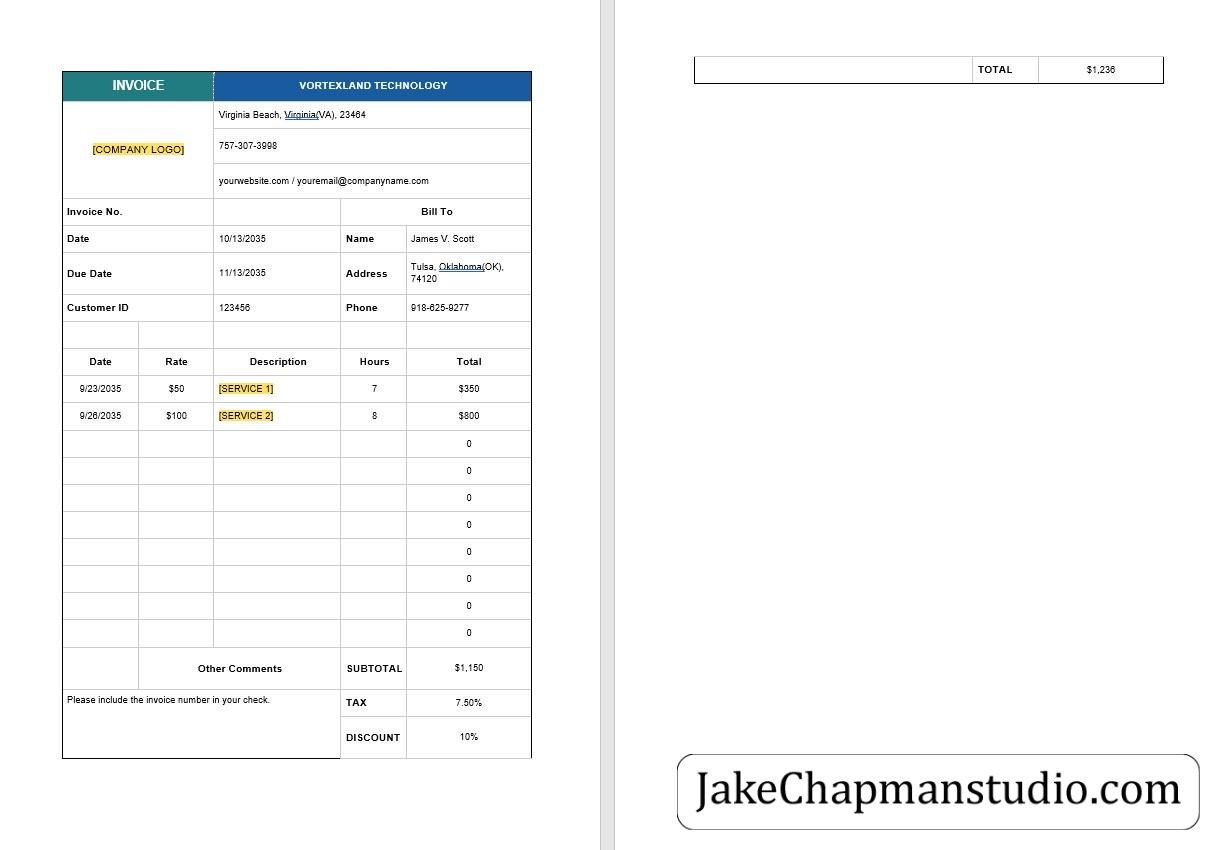 INVOICE VORTEXLAND TECHNOLOGY
[COMPANY LOGO]
Virginia Beach, Virginia(VA), 23464
757-307-3998
yourwebsite.com / youremail@companyname.com
Invoice No. Bill To
Date 10/13/2035 Name James V. Scott
Due Date 11/13/2035 Address Tulsa, Oklahoma(OK),
74120
Customer ID 123456 Phone 918-625-9277
Date Rate Description Hours Total
9/23/2035 $50 [SERVICE 1] 7 $350
9/26/2035 $100 [SERVICE 2] 8 $800
0
0
0
0
0
0
0
0
Other Comments SUBTOTAL $1,150
Please include the invoice number in your check. TAX 7.50%
DISCOUNT 10%
TOTAL $1,236
JakeChapmanstudio.com